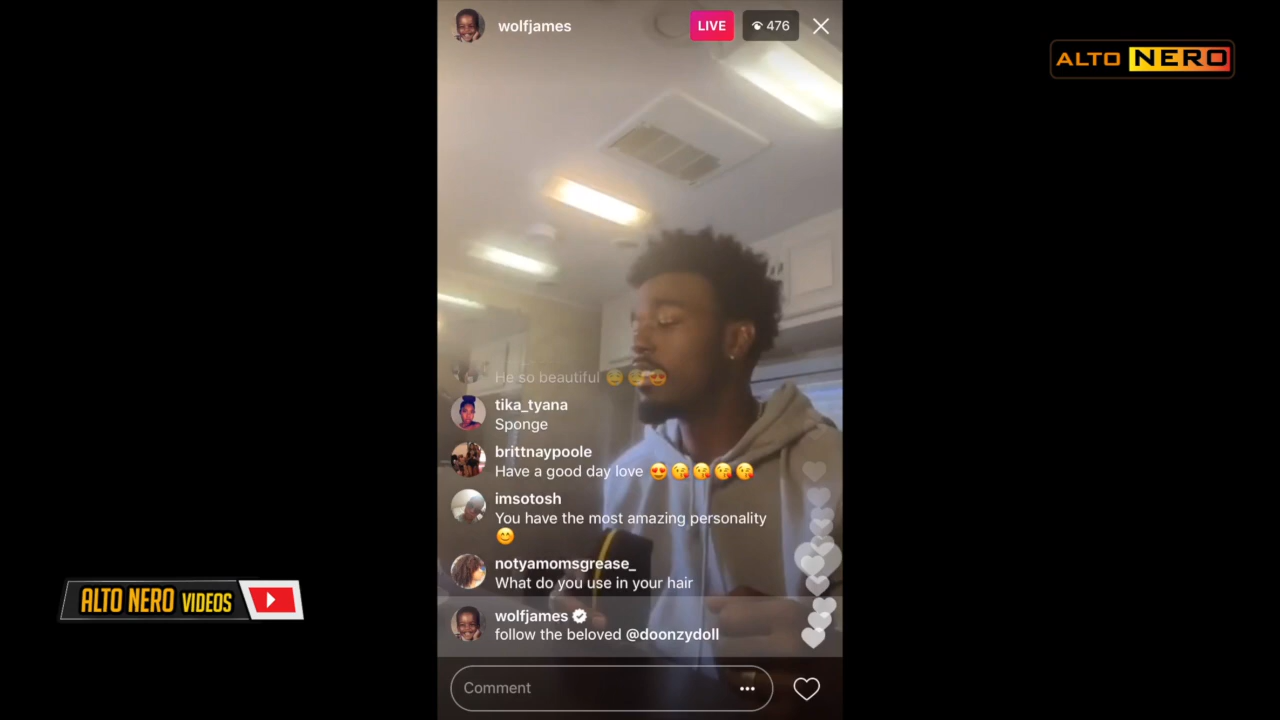 wolfjames
LIVE
476
ALTO NERO
He so beautiful 😍
tika_tyana
Sponge
brittnaypoole
Have a good day love 😍😘😘😘😘
imsotosh
You have the most amazing personality
😊
notyamomsgrease_
What do you use in your hair
wolfjames
follow the beloved @doonzydoll
ALTO NERO VIDEOS
Comment